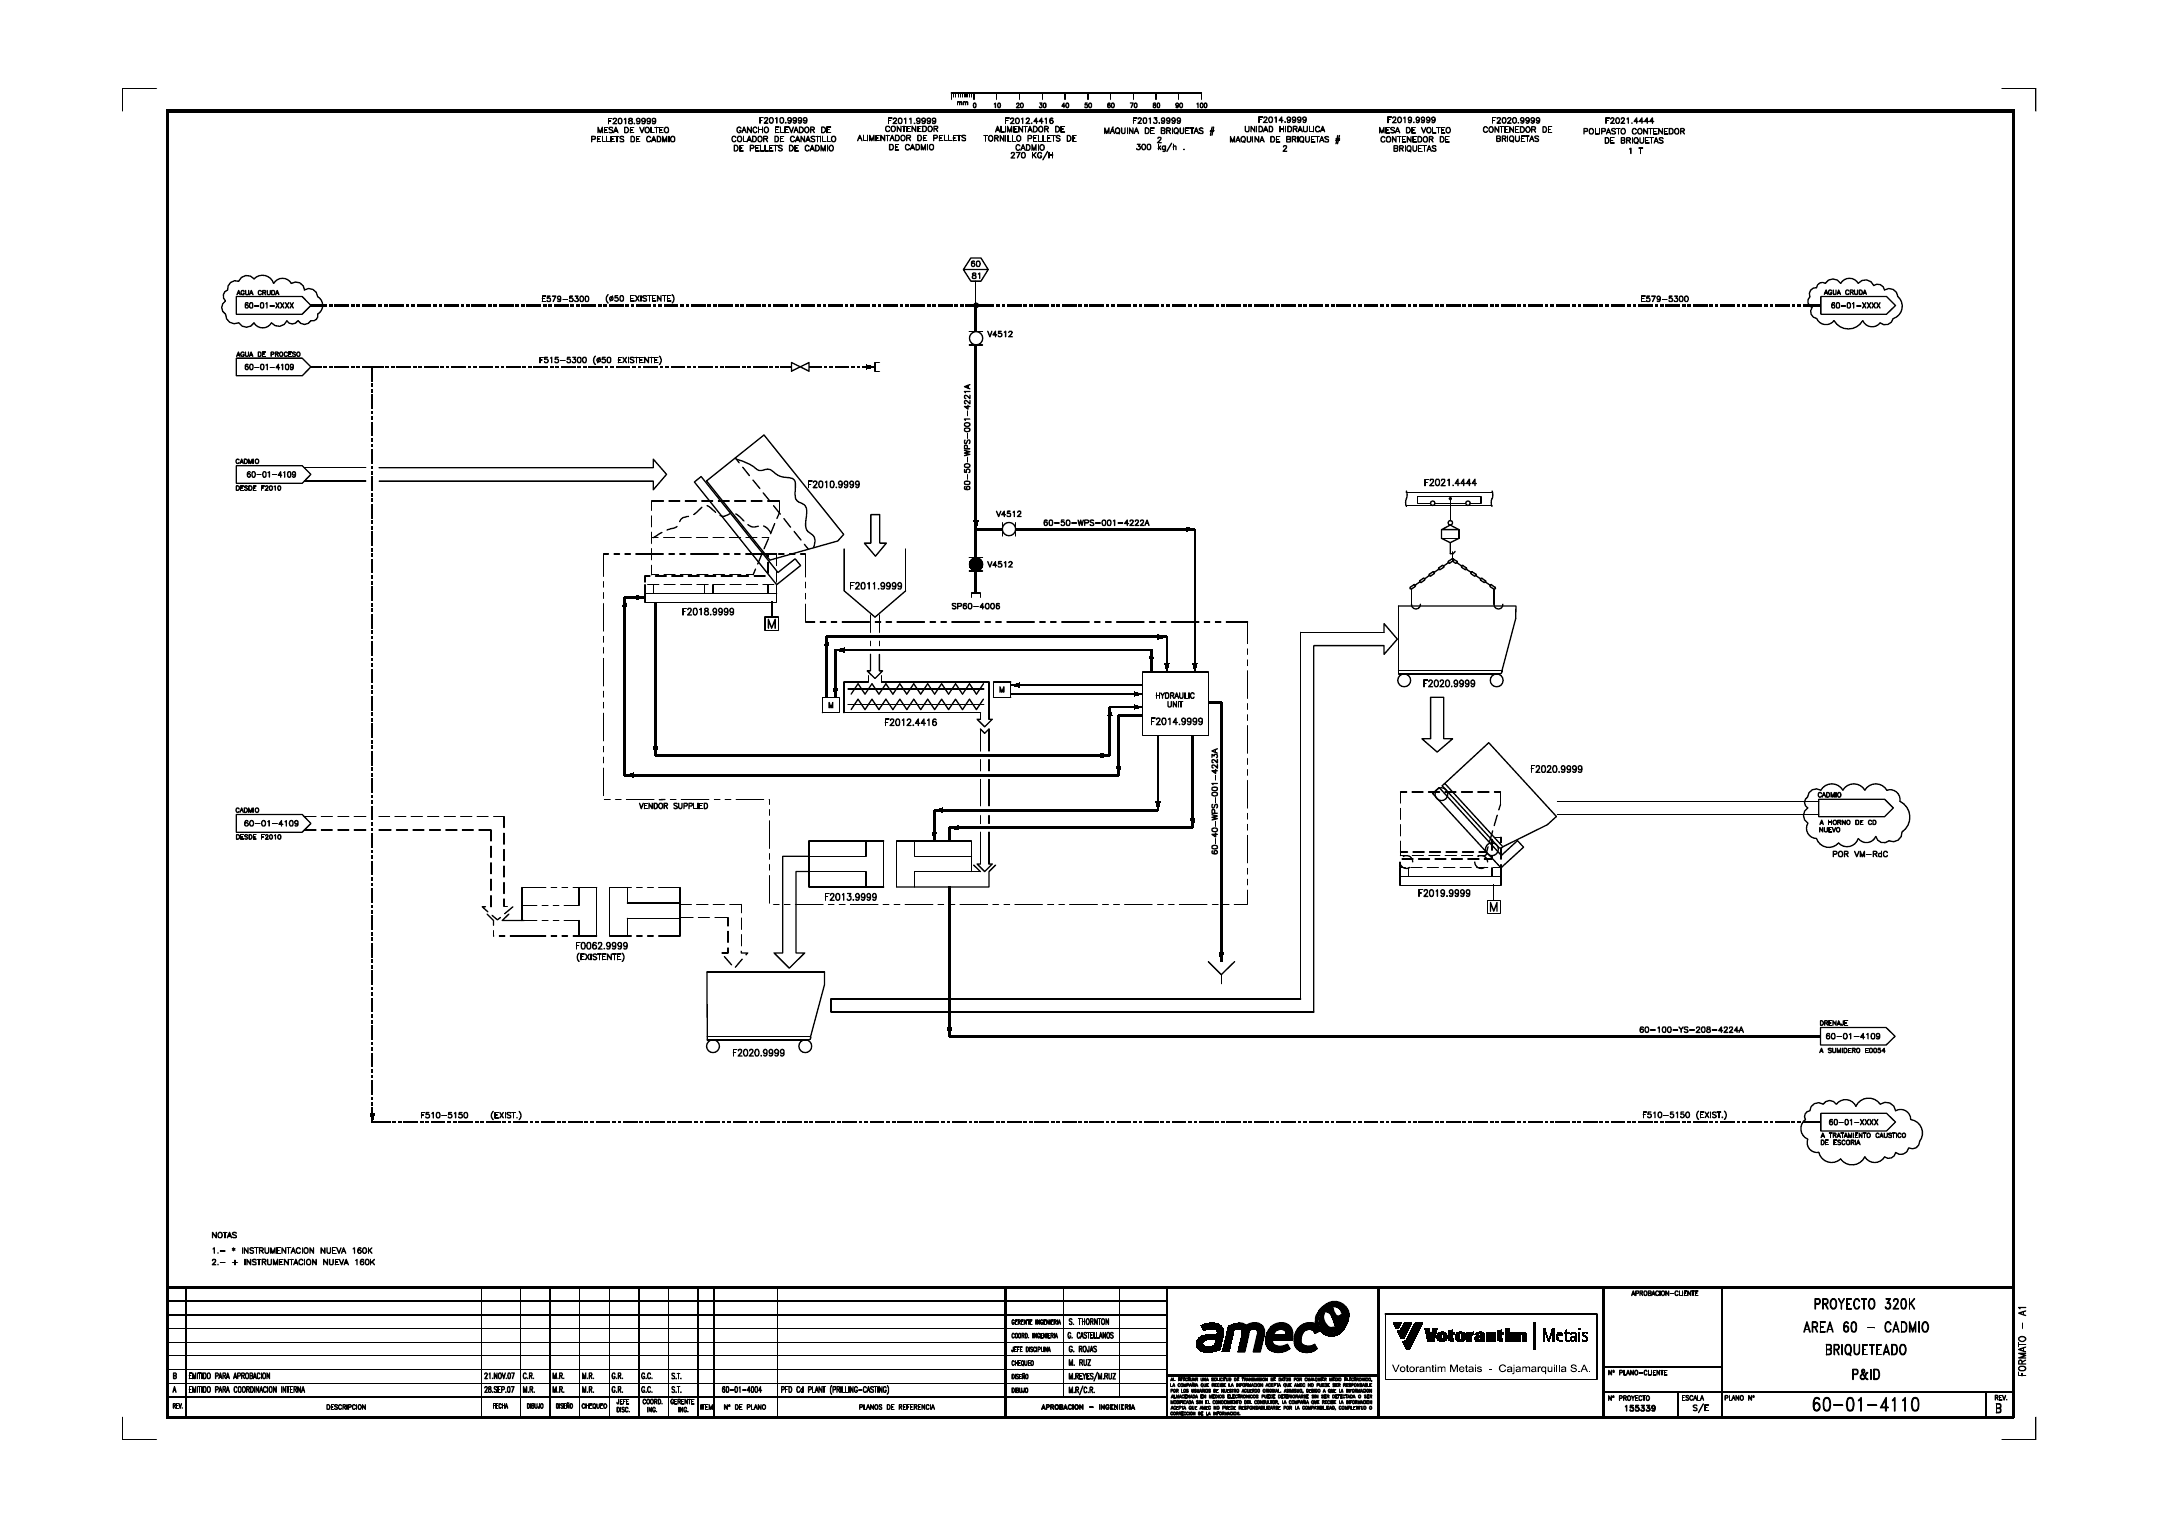 mm 0 10 20 30 40 50 60 70 80 90 100
F2018.9999
MESA DE VOLTEO
PELLETS DE CADMIO
F2010.9999
GANCHO ELEVADOR DE
COLADOR DE CANASTILLO
DE PELLETS DE CADMIO
F2011.9999
CONTENEDOR
ALIMENTADOR DE PELLETS
DE CADMIO
F2012.4416
ALIMENTADOR DE
TORNILLO PELLETS DE
CADMIO
270 KG/H
F2013.9999
MÁQUINA DE BRIQUETAS #
2
300 kg/h .
F2014.9999
UNIDAD HIDRAULICA
MAQUINA DE BRIQUETAS #
2
F2019.9999
MESA DE VOLTEO
CONTENEDOR DE
BRIQUETAS
F2020.9999
CONTENEDOR DE
BRIQUETAS
F2021.4444
POLIPASTO CONTENEDOR
DE BRIQUETAS
1 T
60
81
AGUA CRUDA
60-01-XXXX
E579-5300 (ø50 EXISTENTE)
E579-5300
AGUA CRUDA
60-01-XXXX
V4512
AGUA DE PROCESO
60-01-4109
F515-5300 (ø50 EXISTENTE)
60-50-WPS-001-4221A
CADMIO
60-01-4109
DESDE F2010
F2010.9999
F2021.4444
V4512
60-50-WPS-001-4222A
V4512
F2011.9999
SP60-4006
F2018.9999
M
F2020.9999
M
M
HYDRAULIC
UNIT
F2014.9999
F2012.4416
60-40-WPS-001-4223A
F2020.9999
VENDOR SUPPLIED
CADMIO
60-01-4109
DESDE F2010
CADMIO
A HORNO DE CD
NUEVO
POR VM-RdC
F2013.9999
F2019.9999
M
F0062.9999
(EXISTENTE)
F2020.9999
60-100-YS-208-4224A
DRENAJE
60-01-4109
A SUMIDERO E0054
F510-5150 (EXIST.)
F510-5150 (EXIST.)
60-01-XXXX
A TRATAMIENTO CAUSTICO
DE ESCORIA
NOTAS
1.- * INSTRUMENTACION NUEVA 160K
2.- + INSTRUMENTACION NUEVA 160K
B EMITIDO PARA APROBACION 21.NOV.07 C.R. M.R. M.R. G.R. G.C. S.T.
A EMITIDO PARA COORDINACION INTERNA 28.SEP.07 M.R. M.R. M.R. G.R. G.C. S.T. 60-01-4004 PFD Cd PLANT (PRILLING-CASTING)
REV. DESCRIPCION FECHA DIBUJO DISEÑO CHEQUEO JEFE DISC. COORD. ING. GERENTE ING. ITEM N° DE PLANO PLANOS DE REFERENCIA
GERENTE INGENIERIA S. THORNTON
COORD. INGENIERIA G. CASTELLANOS
JEFE DISCIPLINA G. ROJAS
CHEQUEO M. RUZ
DISEÑO M.REYES/M.RUZ
DIBUJO M.R/C.R.
APROBACION - INGENIERIA
amec
Votorantim | Metais
Votorantim Metais - Cajamarquilla S.A.
APROBACION-CLIENTE
N° PLANO-CLIENTE
N° PROYECTO
155339
ESCALA
S/E
PROYECTO 320K
AREA 60 - CADMIO
BRIQUETEADO
P&ID
PLANO N°
60-01-4110
REV.
B
FORMATO - A1